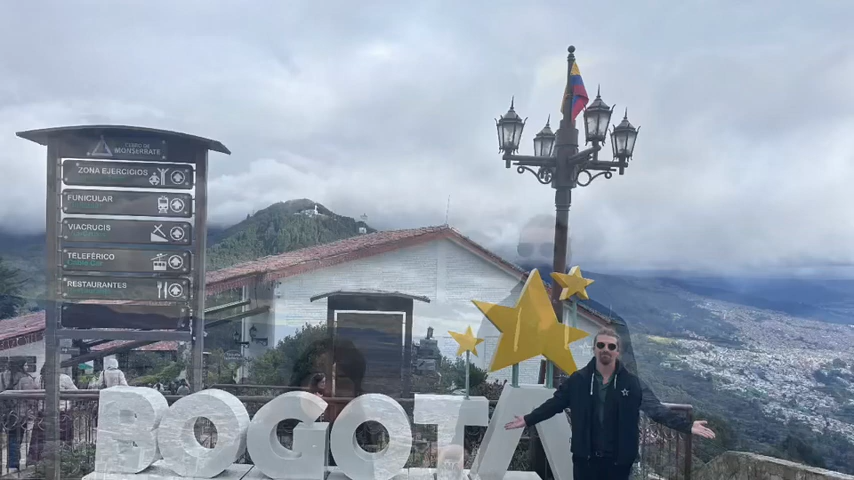 CERRO DE
MONSERRATE
ZONA EJERCICIOS
FUNICULAR
VIACRUCIS
TELEFÉRICO
RESTAURANTES
BOGOTA